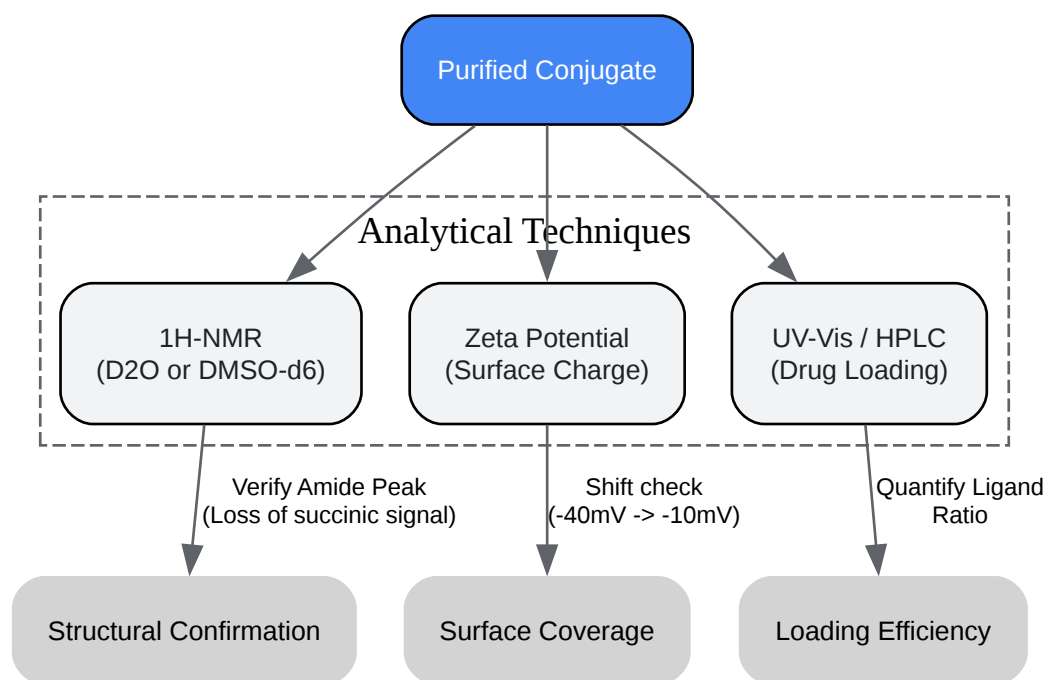 Purified Conjugate
Analytical Techniques
1H-NMR
(D2O or DMSO-d6)
Zeta Potential
(Surface Charge)
UV-Vis / HPLC
(Drug Loading)
Verify Amide Peak
(Loss of succinic signal)
Shift check
(-40mV -> -10mV)
Quantify Ligand
Ratio
Structural Confirmation
Surface Coverage
Loading Efficiency